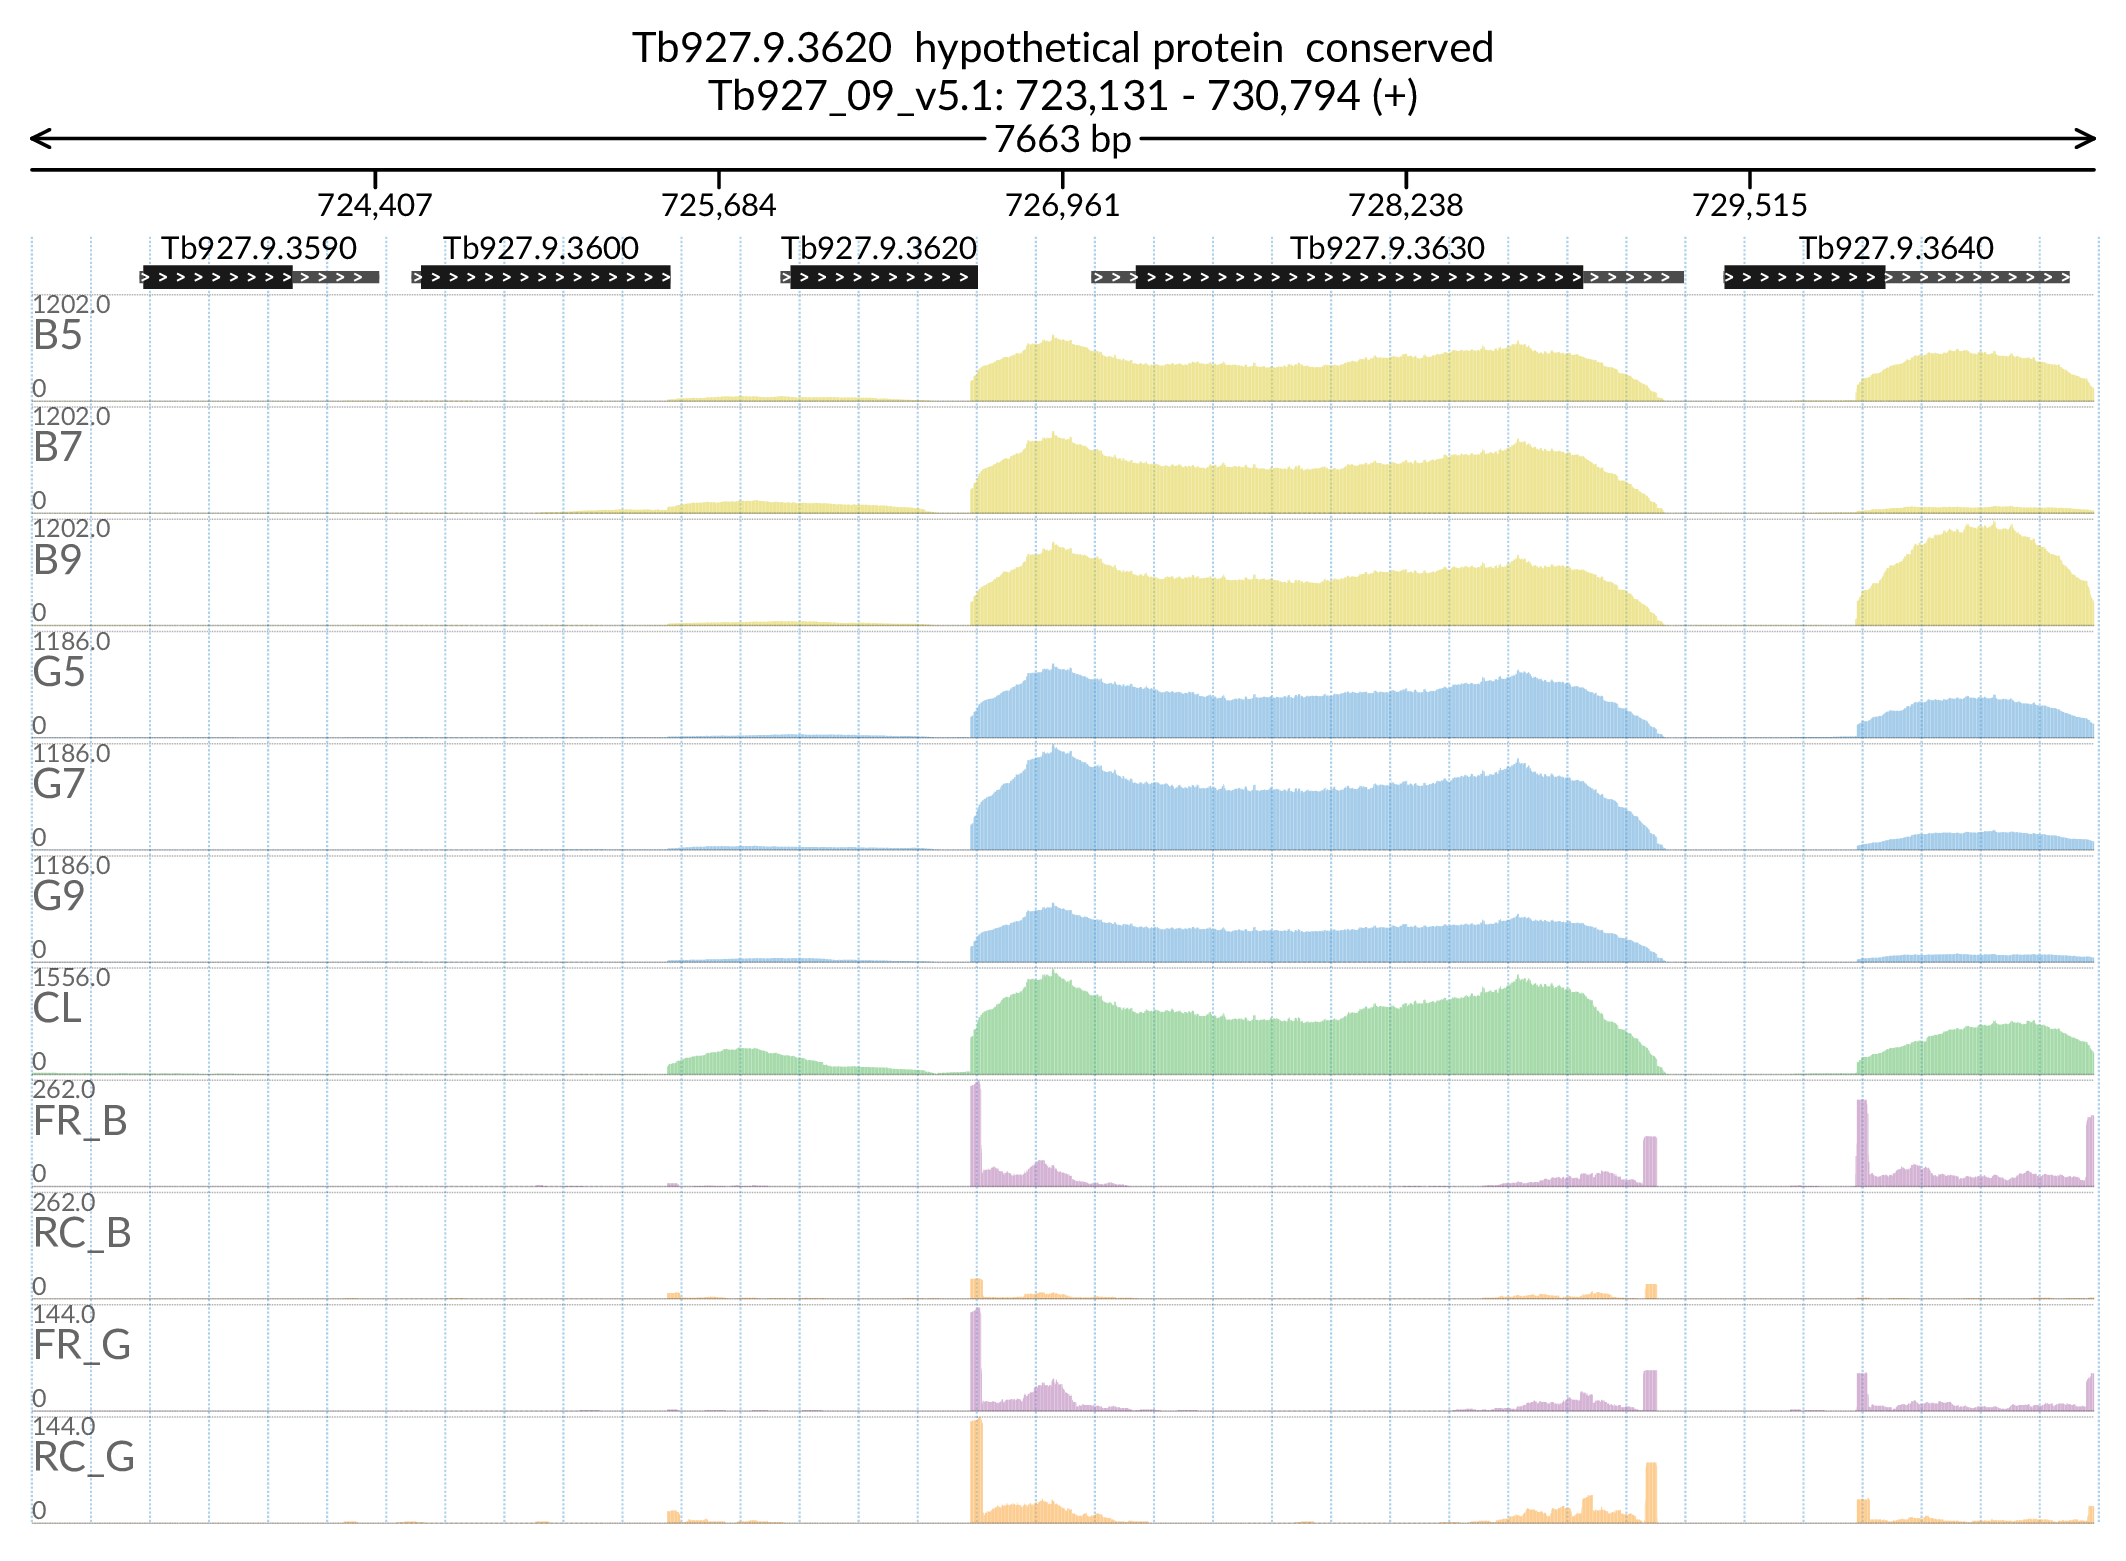 Tb927.9.3620 hypothetical protein conserved
Tb927_09_v5.1: 723,131 - 730,794 (+)
7663 bp
724,407 725,684 726,961 728,238 729,515
Tb927.9.3590 Tb927.9.3600 Tb927.9.3620 Tb927.9.3630 Tb927.9.3640
1202.0
B5
0
1202.0
B7
0
1202.0
B9
0
1186.0
G5
0
1186.0
G7
0
1186.0
G9
0
1556.0
CL
0
262.0
FR_B
0
262.0
RC_B
0
144.0
FR_G
0
144.0
RC_G
0